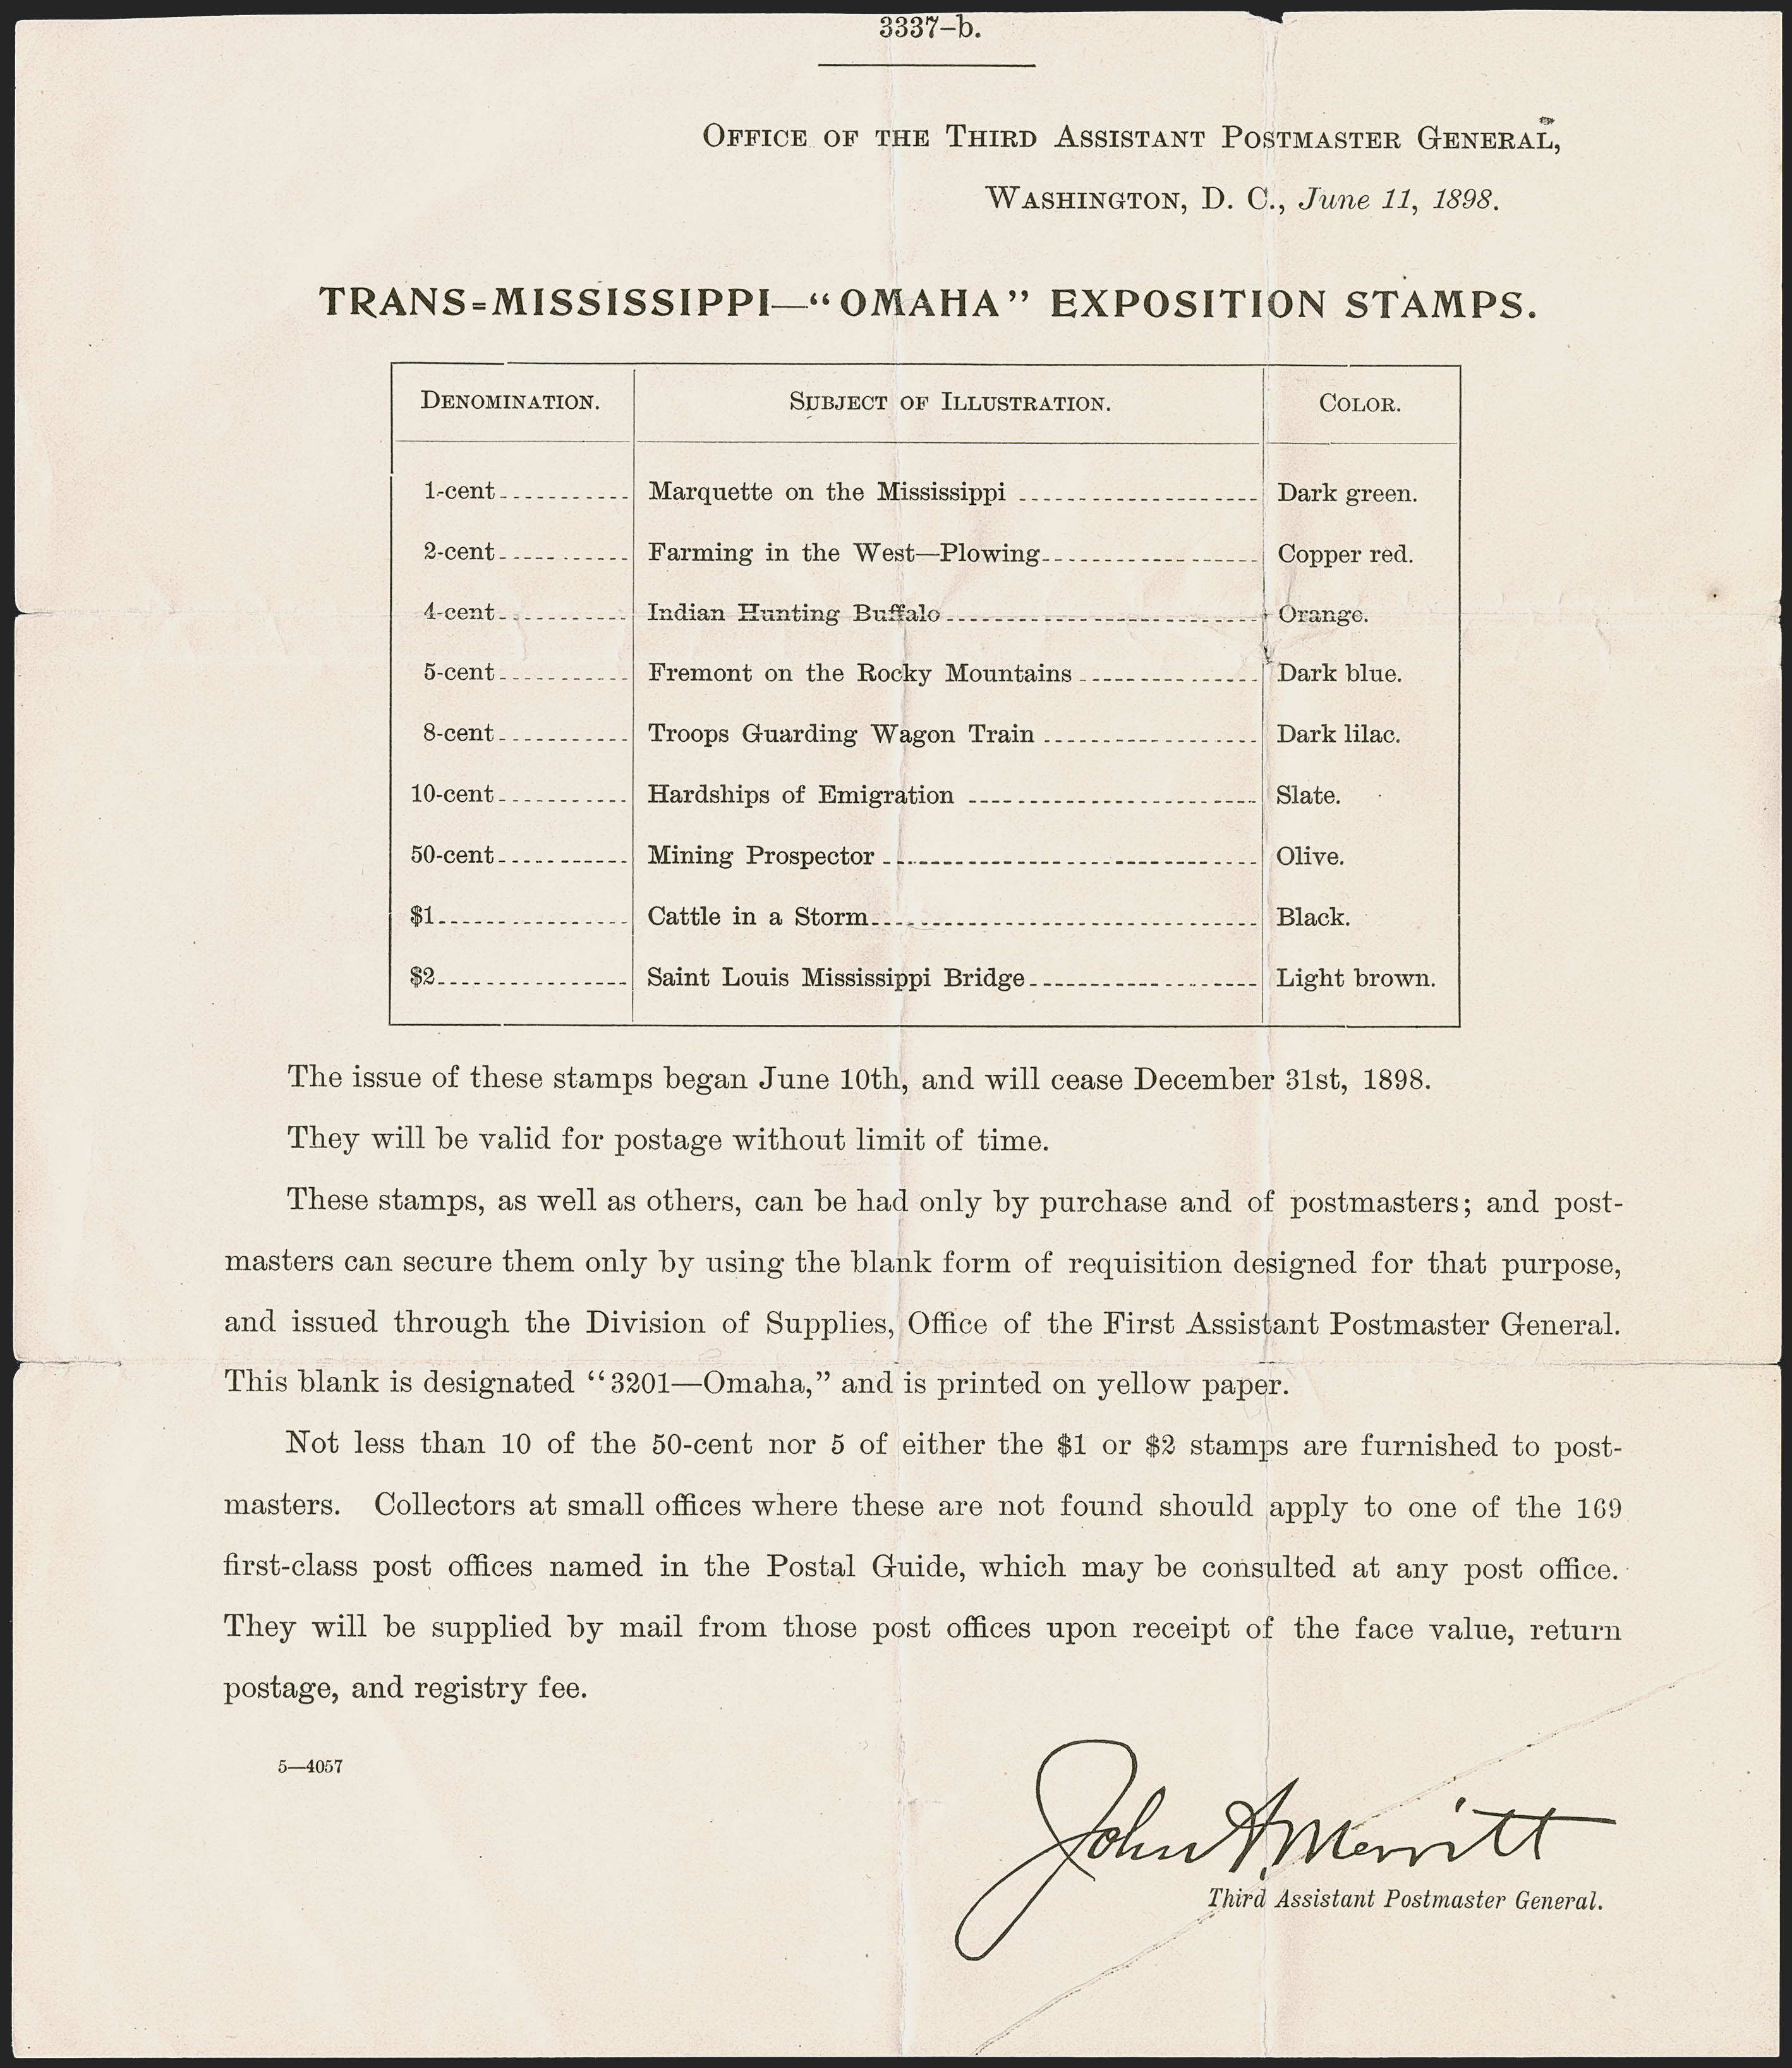 3337–b.
Office of the Third Assistant Postmaster General,
Washington, D. C., June 11, 1898.
TRANS=MISSISSIPPI—“OMAHA” EXPOSITION STAMPS.
Denomination. Subject of Illustration. Color.
1-cent Marquette on the Mississippi Dark green.
2-cent Farming in the West—Plowing Copper red.
4-cent Indian Hunting Buffalo Orange.
5-cent Fremont on the Rocky Mountains Dark blue.
8-cent Troops Guarding Wagon Train Dark lilac.
10-cent Hardships of Emigration Slate.
50-cent Mining Prospector Olive.
$1 Cattle in a Storm Black.
$2 Saint Louis Mississippi Bridge Light brown.
The issue of these stamps began June 10th, and will cease December 31st, 1898.
They will be valid for postage without limit of time.
These stamps, as well as others, can be had only by purchase and of postmasters; and post-
masters can secure them only by using the blank form of requisition designed for that purpose,
and issued through the Division of Supplies, Office of the First Assistant Postmaster General.
This blank is designated “3201—Omaha,” and is printed on yellow paper.
Not less than 10 of the 50-cent nor 5 of either the $1 or $2 stamps are furnished to post-
masters. Collectors at small offices where these are not found should apply to one of the 169
first-class post offices named in the Postal Guide, which may be consulted at any post office.
They will be supplied by mail from those post offices upon receipt of the face value, return
postage, and registry fee.
5—4057
John A. Merritt
Third Assistant Postmaster General.